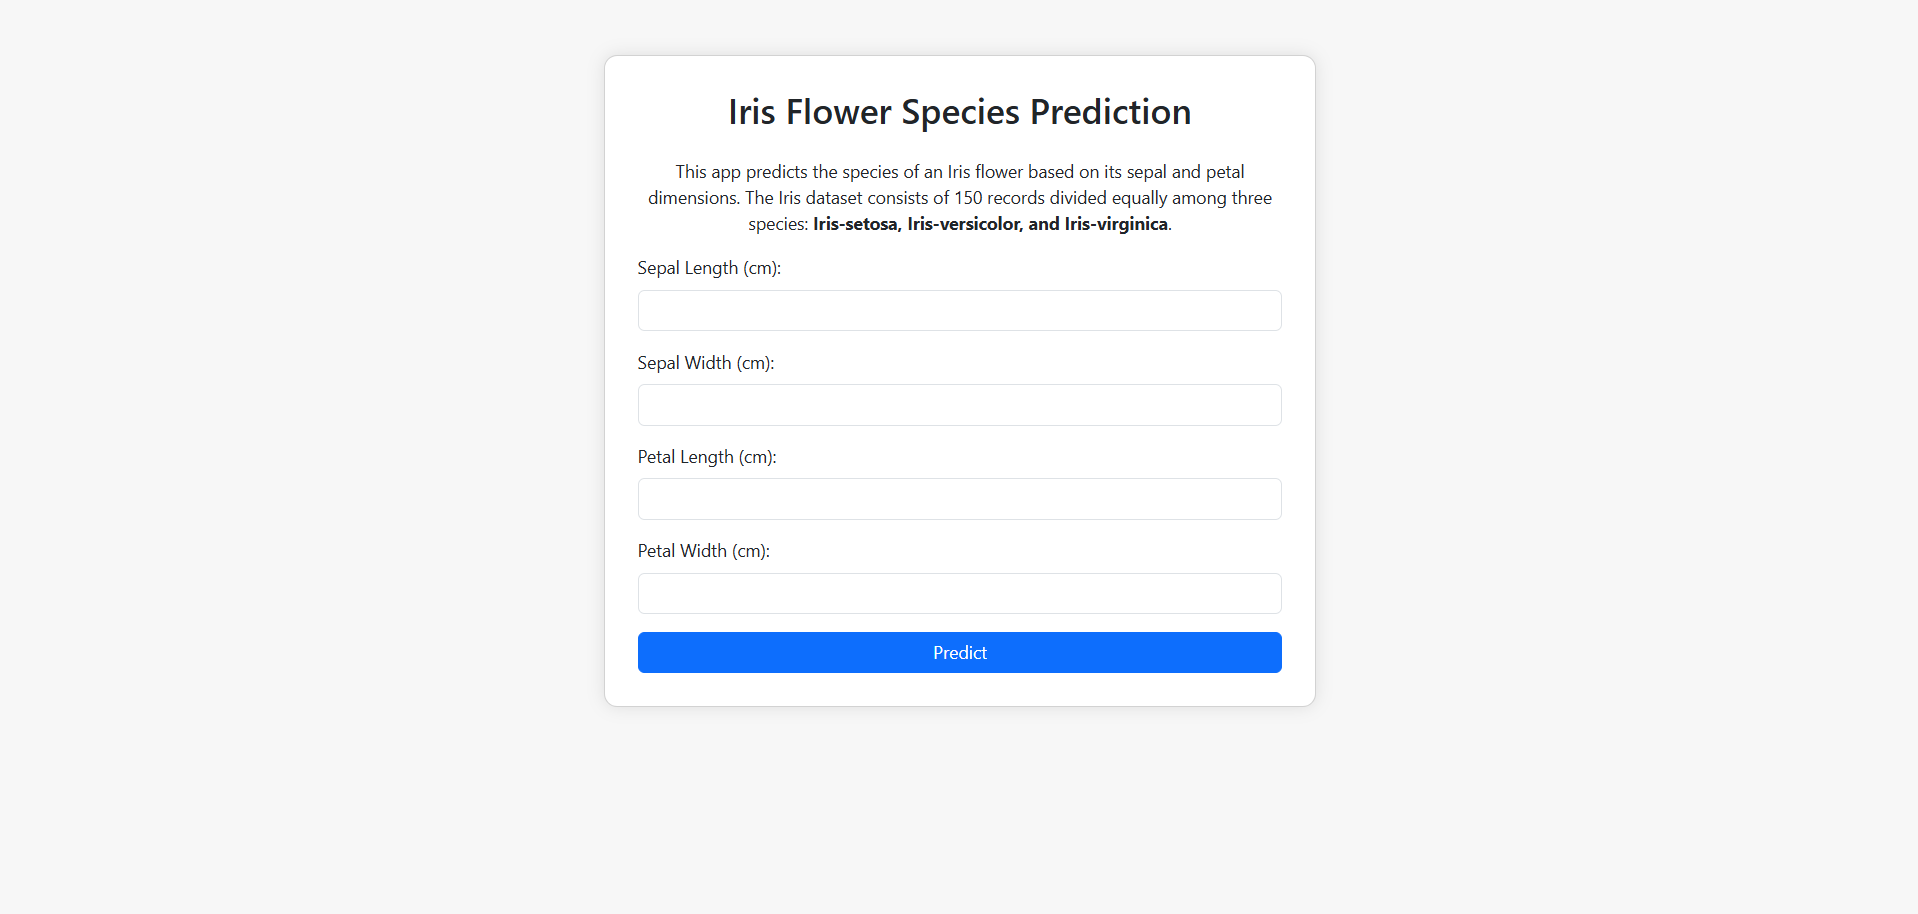 Iris Flower Species Prediction
This app predicts the species of an Iris flower based on its sepal and petal
dimensions. The Iris dataset consists of 150 records divided equally among three
species: Iris-setosa, Iris-versicolor, and Iris-virginica.
Sepal Length (cm):
Sepal Width (cm):
Petal Length (cm):
Petal Width (cm):
Predict